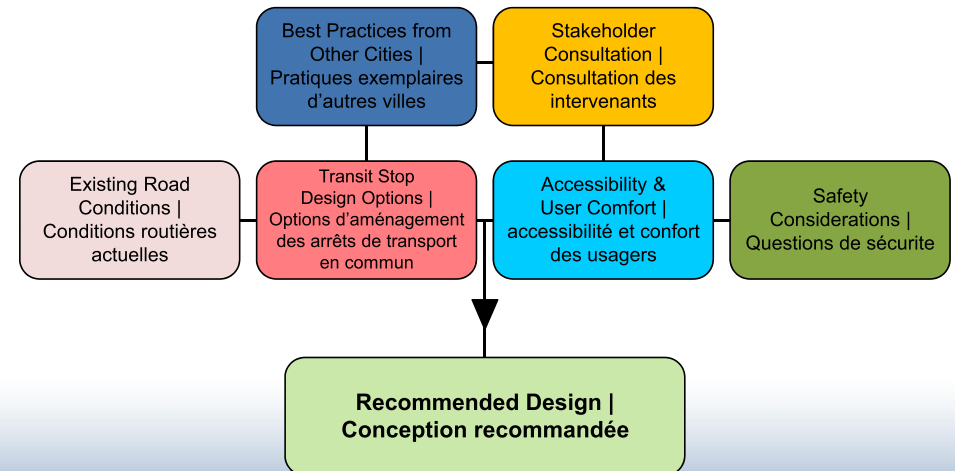 Best Practices from
Other Cities |
Pratiques exemplaires
d’autres villes
Stakeholder
Consultation |
Consultation des
intervenants
Existing Road
Conditions |
Conditions routières
actuelles
Transit Stop
Design Options |
Options d’aménagement
des arrêts de transport
en commun
Accessibility &
User Comfort |
accessibilité et confort
des usagers
Safety
Considerations |
Questions de sécurite
Recommended Design |
Conception recommandée